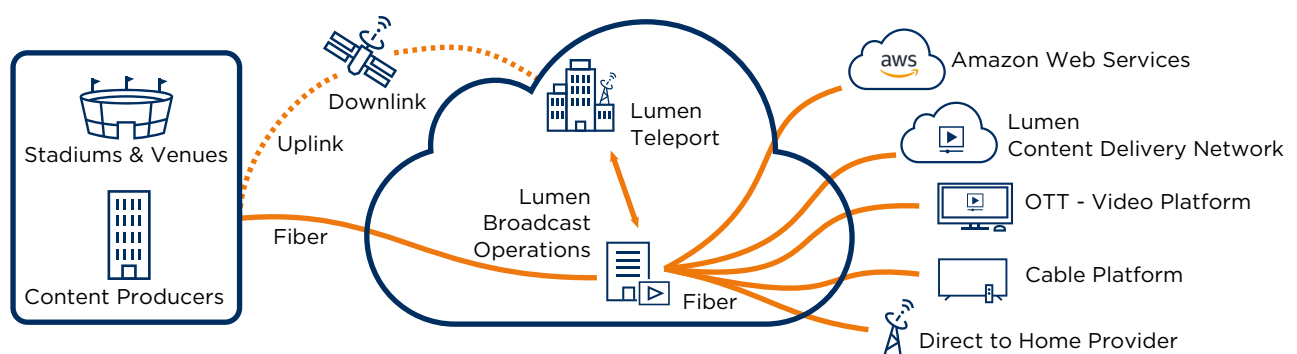 Stadiums & Venues
Content Producers
Uplink
Downlink
Fiber
Lumen
Teleport
Lumen
Broadcast
Operations
Fiber
aws
Amazon Web Services
Lumen
Content Delivery Network
OTT - Video Platform
Cable Platform
Direct to Home Provider